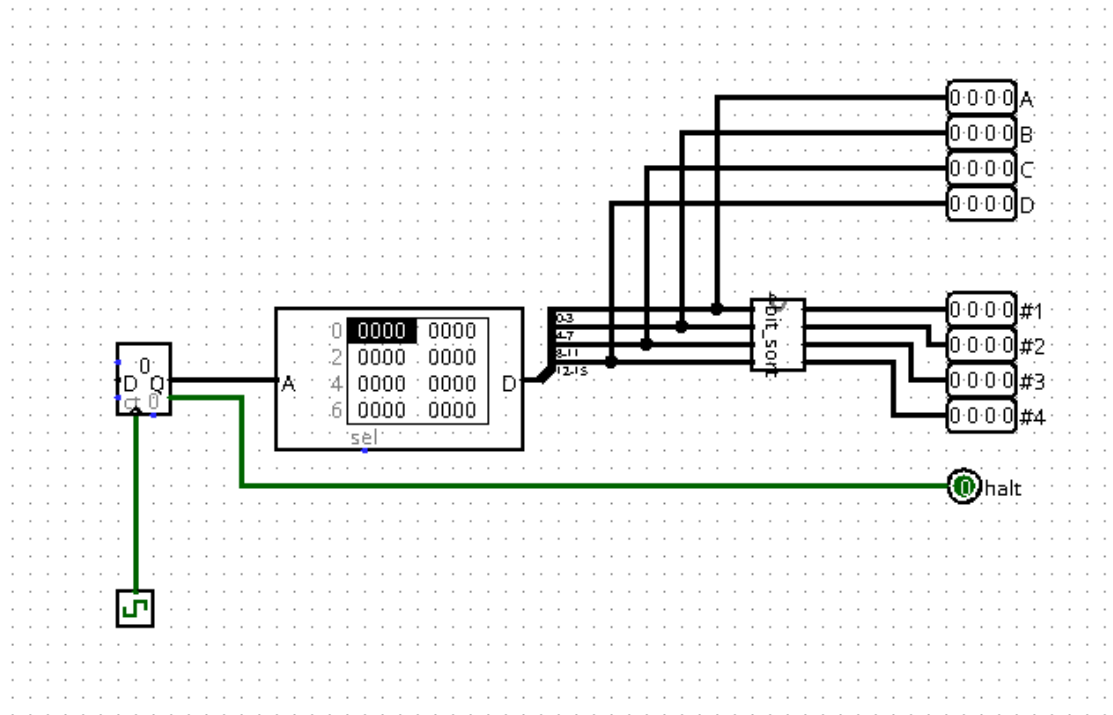 0 0 0 0 A
0 0 0 0 B
0 0 0 0 C
0 0 0 0 D
0-3
4-7
8-11
12-15
0 0 0 0 #1
0 0 0 0 #2
0 0 0 0 #3
0 0 0 0 #4
0 0000 0000
2 0000 0000
4 0000 0000
6 0000 0000
A
D
sel
0
D Q
ct 0
0 halt